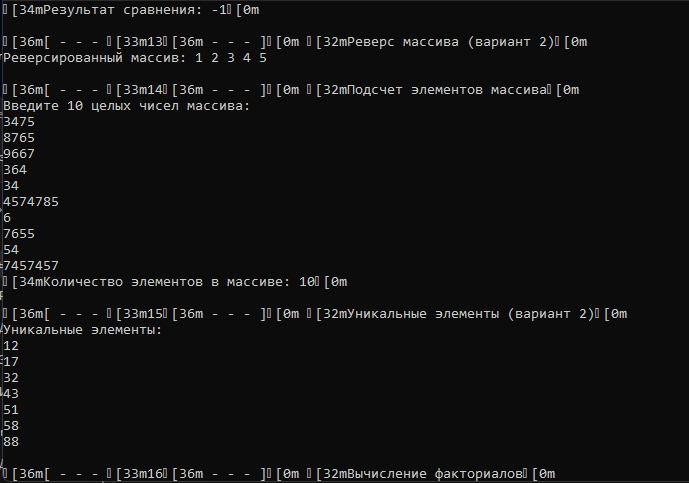 [34mРезультат сравнения: -1[0m
[36m[ - - - [33m13[36m - - - ][0m [32mРеверс массива (вариант 2)[0m
Реверсированный массив: 1 2 3 4 5
[36m[ - - - [33m14[36m - - - ][0m [32mПодсчет элементов массива[0m
Введите 10 целых чисел массива:
3475
8765
9667
364
34
4574785
6
7655
54
7457457
[34mКоличество элементов в массиве: 10[0m
[36m[ - - - [33m15[36m - - - ][0m [32mУникальные элементы (вариант 2)[0m
Уникальные элементы:
12
17
32
43
51
58
88
[36m[ - - - [33m16[36m - - - ][0m [32mВычисление факториалов[0m